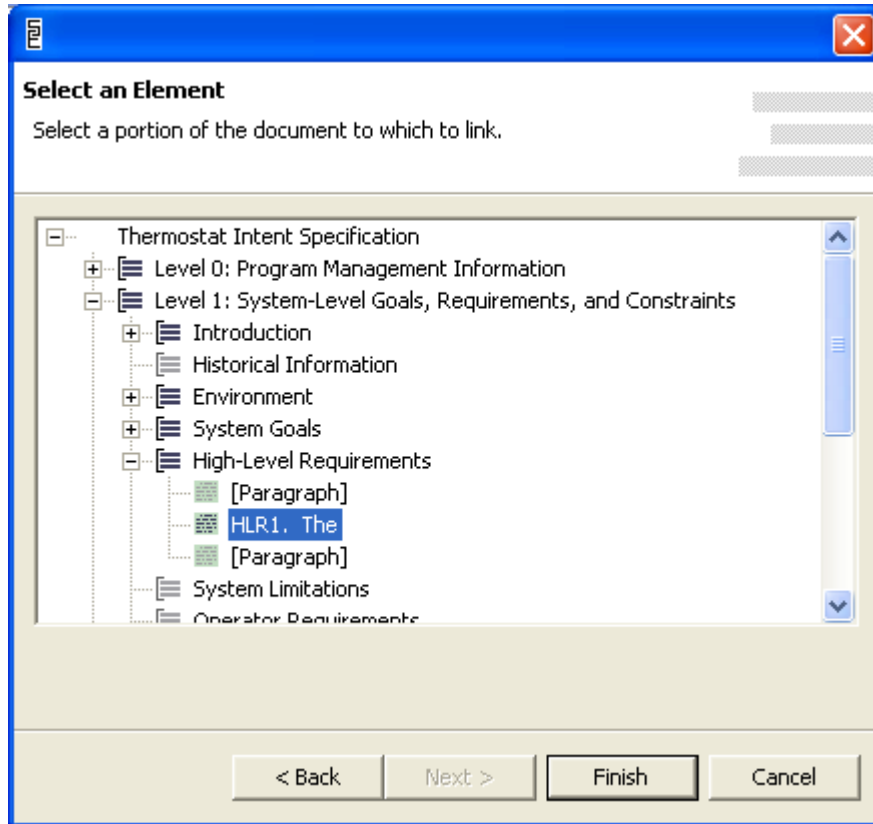 Select an Element
Select a portion of the document to which to link.
Thermostat Intent Specification
Level 0: Program Management Information
Level 1: System-Level Goals, Requirements, and Constraints
Introduction
Historical Information
Environment
System Goals
High-Level Requirements
[Paragraph]
HLR1. The
[Paragraph]
System Limitations
Operator Requirements
< Back Next > Finish Cancel